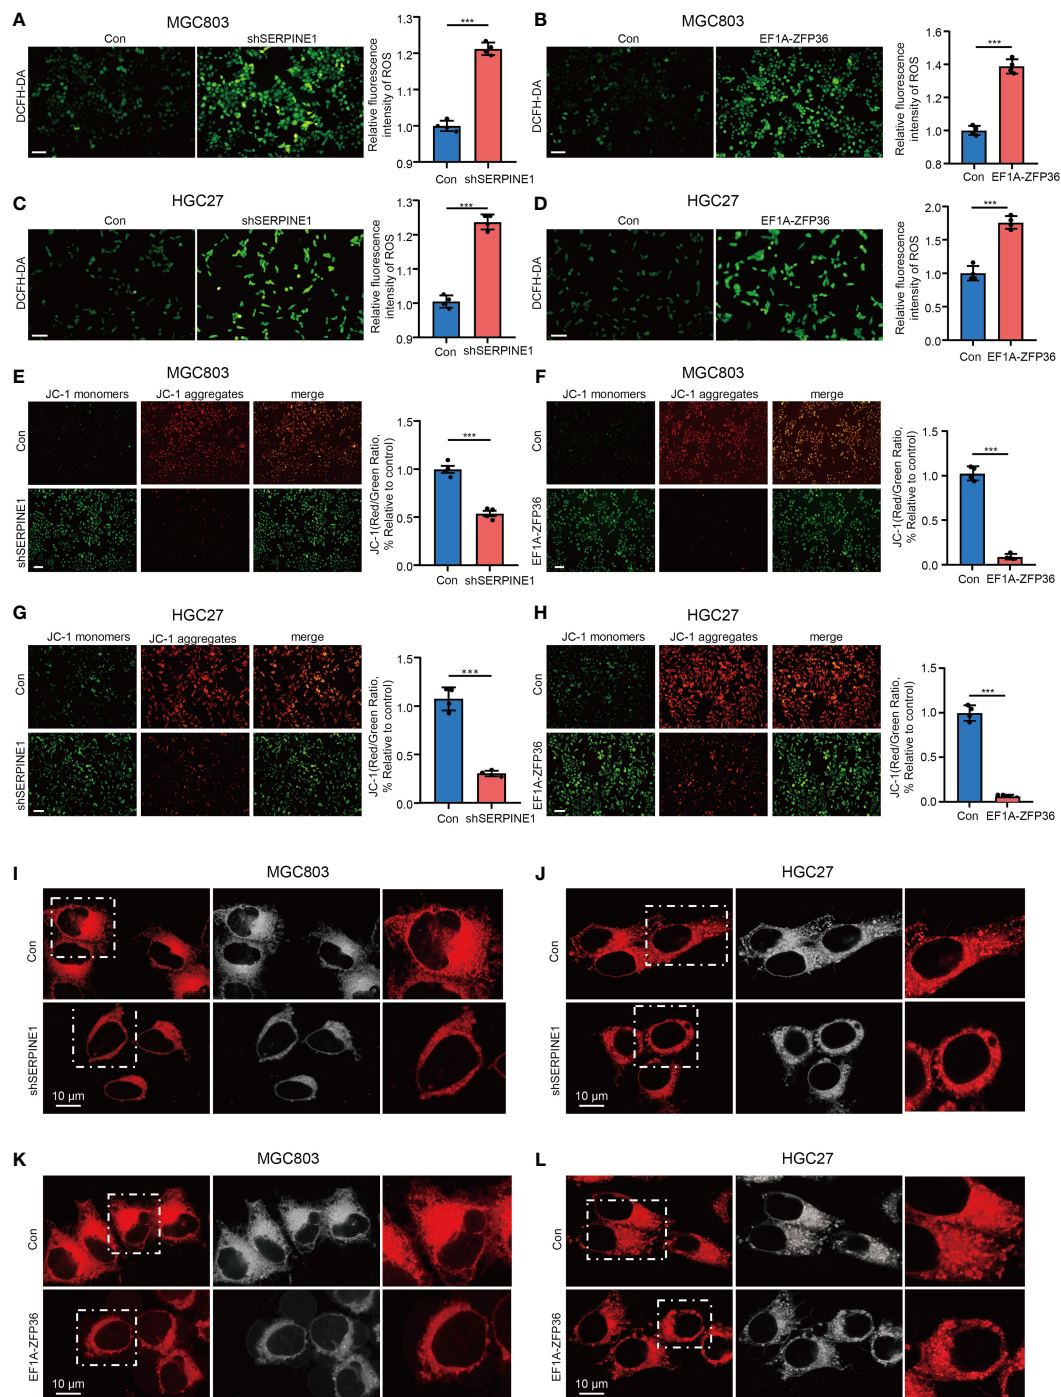 A
MGC803
Con
shSERPINE1
DCFH-DA
Relative fluorescence
intensity of ROS
1.3
1.2
1.1
1.0
0.9
***
Con
shSERPINE1
B
MGC803
Con
EF1A-ZFP36
DCFH-DA
Relative fluorescence
intensity of ROS
1.6
1.4
1.2
1.0
0.8
***
Con
EF1A-ZFP36
C
HGC27
Con
shSERPINE1
DCFH-DA
Relative fluorescence
intensity of ROS
1.3
1.2
1.1
1.0
0.9
***
Con
shSERPINE1
D
HGC27
Con
EF1A-ZFP36
DCFH-DA
Relative fluorescence
intensity of ROS
2.0
1.5
1.0
0.5
0.0
***
Con
EF1A-ZFP36
E
MGC803
JC-1 monomers
JC-1 aggregates
merge
Con
shSERPINE1
JC-1(Red/Green Ratio,
% Relative to control)
1.5
1.0
0.5
0.0
***
Con
shSERPINE1
F
MGC803
JC-1 monomers
JC-1 aggregates
merge
Con
EF1A-ZFP36
JC-1(Red/Green Ratio,
% Relative to control)
1.5
1.0
0.5
0.0
***
Con
EF1A-ZFP36
G
HGC27
JC-1 monomers
JC-1 aggregates
merge
Con
shSERPINE1
JC-1(Red/Green Ratio,
% Relative to control)
1.5
1.0
0.5
0.0
***
Con
shSERPINE1
H
HGC27
JC-1 monomers
JC-1 aggregates
merge
Con
EF1A-ZFP36
JC-1(Red/Green Ratio,
% Relative to control)
1.5
1.0
0.5
0.0
***
Con
EF1A-ZFP36
I
MGC803
Con
shSERPINE1
10 μm
J
HGC27
Con
shSERPINE1
10 μm
K
MGC803
Con
EF1A-ZFP36
10 μm
L
HGC27
Con
EF1A-ZFP36
10 μm